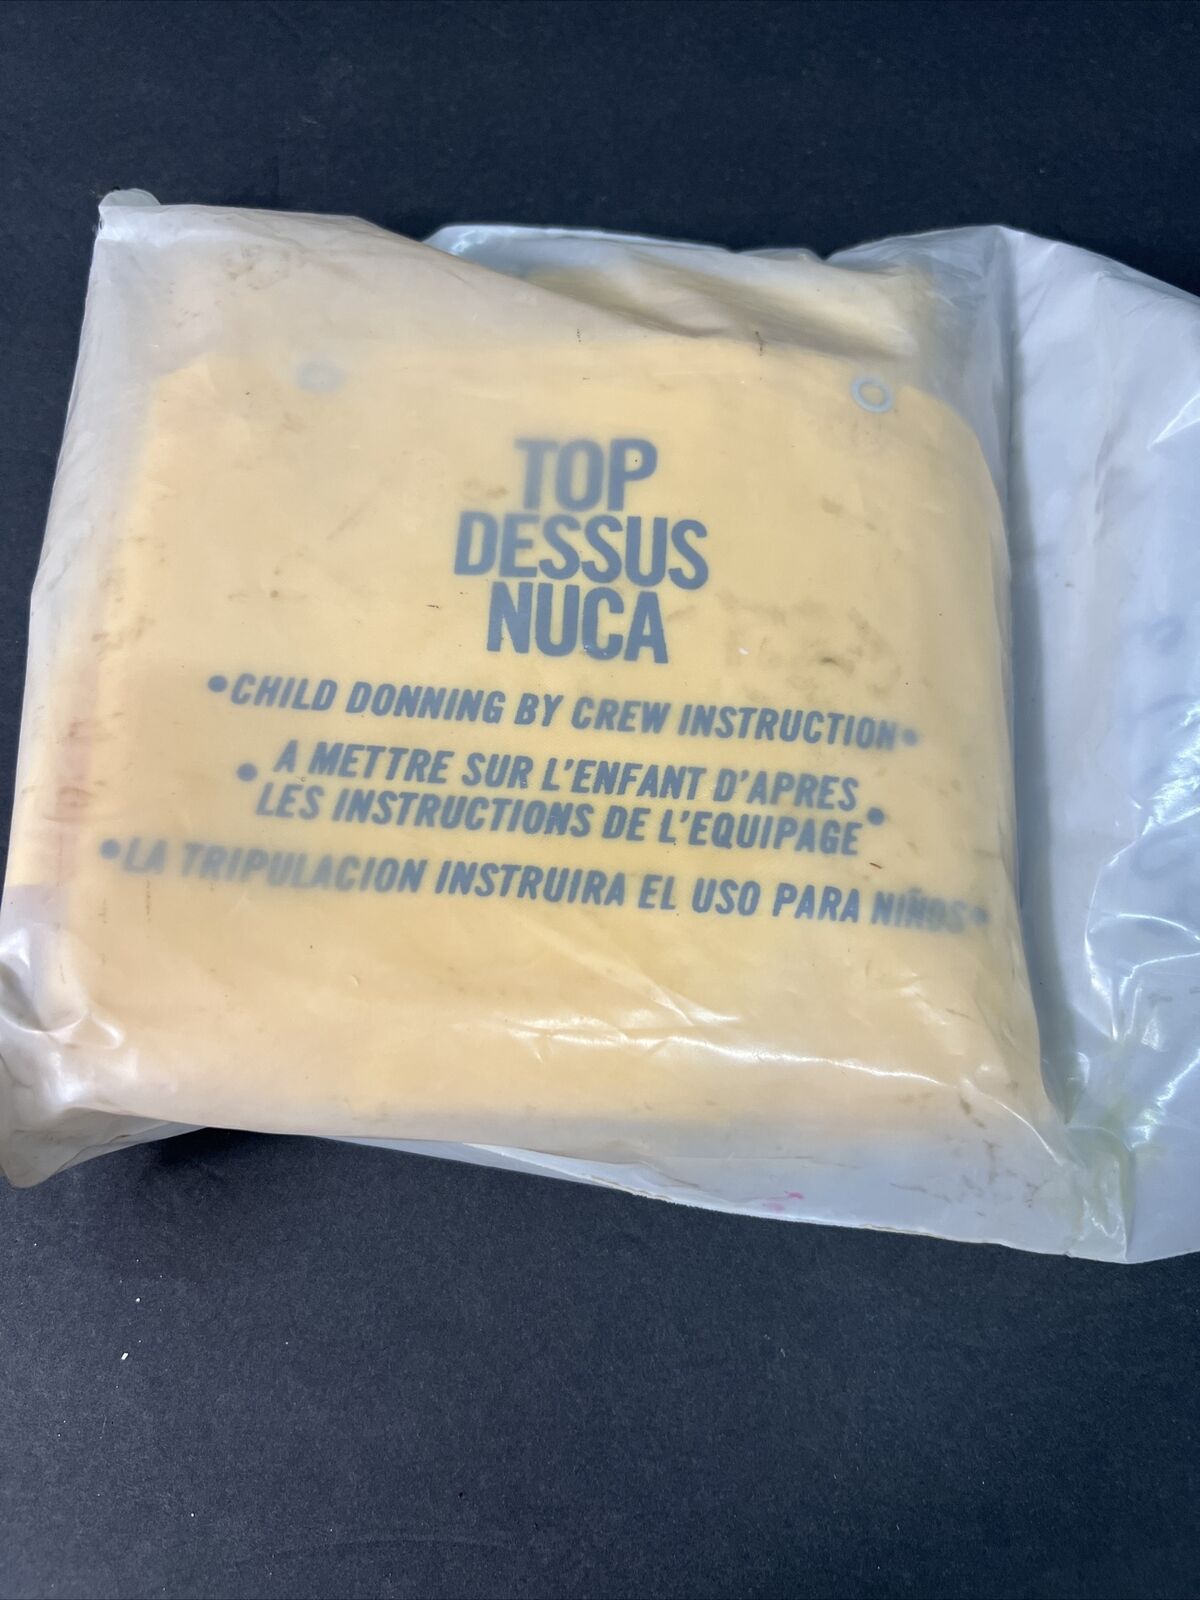 TOP
DESSUS
NUCA
•CHILD DONNING BY CREW INSTRUCTION•
• A METTRE SUR L'ENFANT D'APRES
LES INSTRUCTIONS DE L'EQUIPAGE •
•LA TRIPULACION INSTRUIRA EL USO PARA NIÑOS•